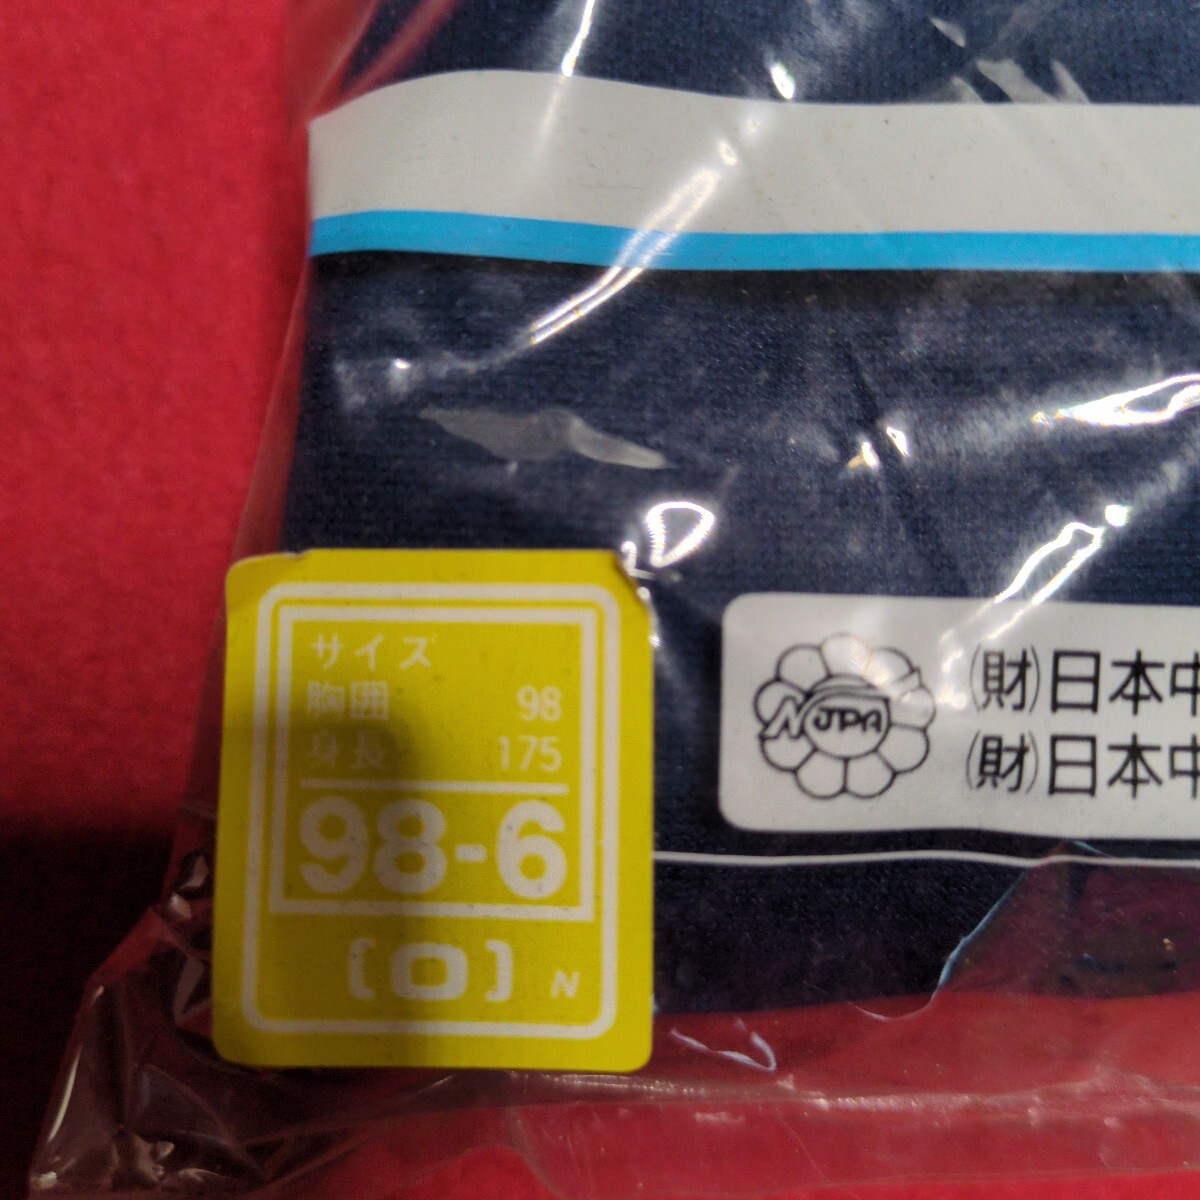 サイズ
胸囲 98
身長 175
98-6
[O] N
N JPA
(財)日本中
(財)日本中